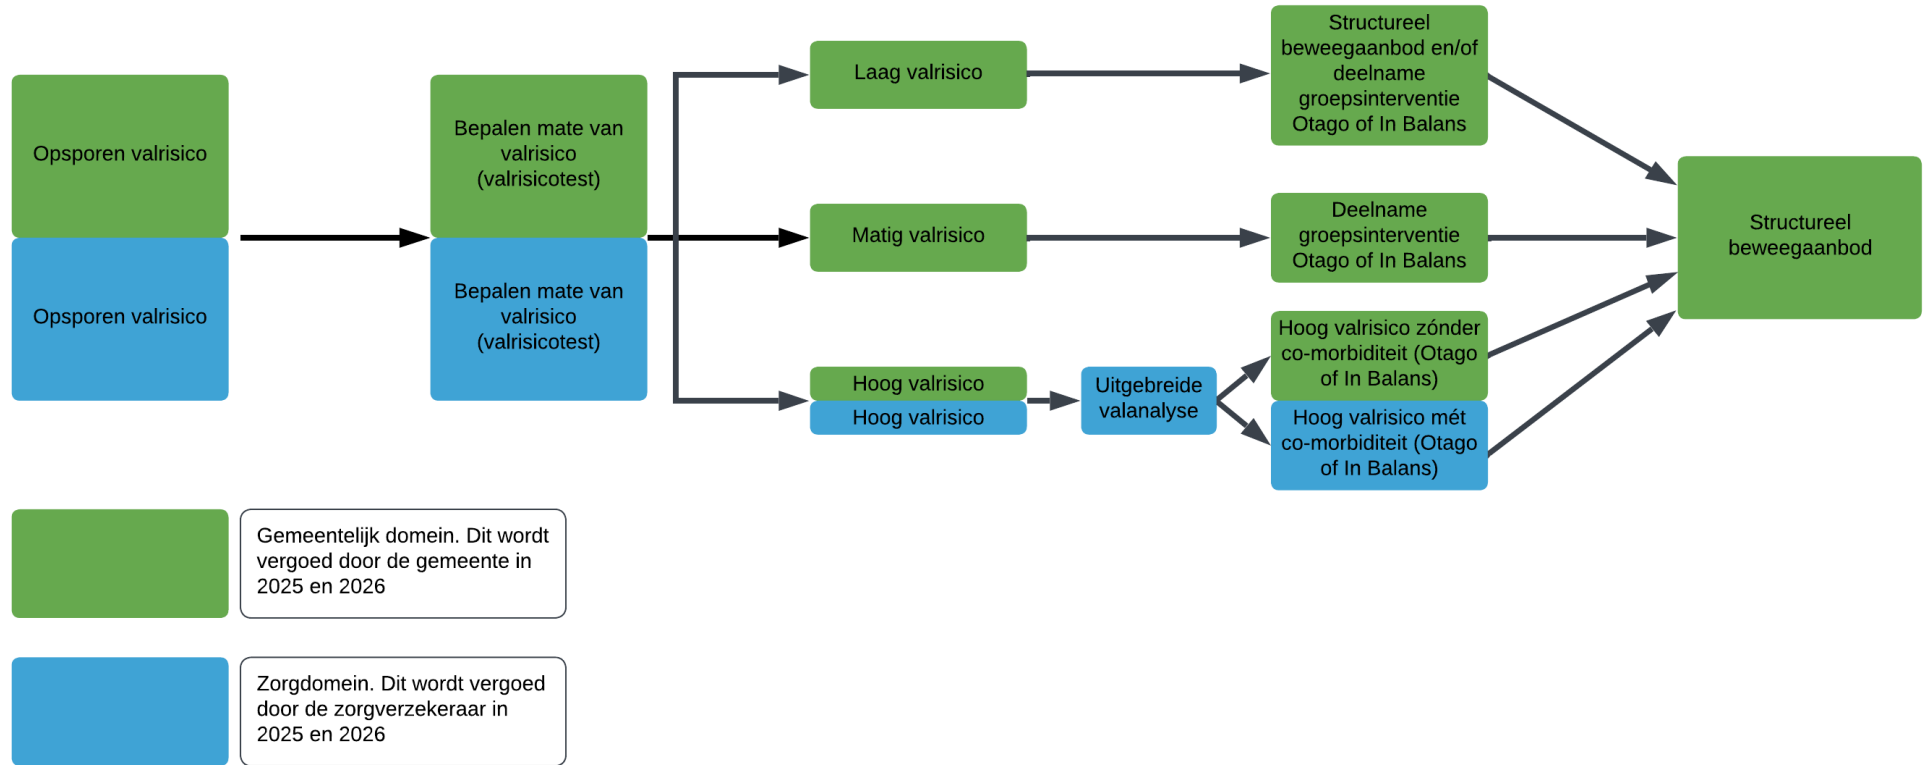 Opsporen valrisico
Opsporen valrisico
Bepalen mate van
valrisico
(valrisicotest)
Bepalen mate van
valrisico
(valrisicotest)
Laag valrisico
Matig valrisico
Hoog valrisico
Hoog valrisico
Uitgebreide
valanalyse
Structureel
beweegaanbod en/of
deelname
groepsinterventie
Otago of In Balans
Deelname
groepsinterventie
Otago of In Balans
Hoog valrisico zónder
co-morbiditeit (Otago
of In Balans)
Hoog valrisico mét
co-morbiditeit (Otago
of In Balans)
Structureel
beweegaanbod
Gemeentelijk domein. Dit wordt
vergoed door de gemeente in
2025 en 2026
Zorgdomein. Dit wordt vergoed
door de zorgverzekeraar in
2025 en 2026